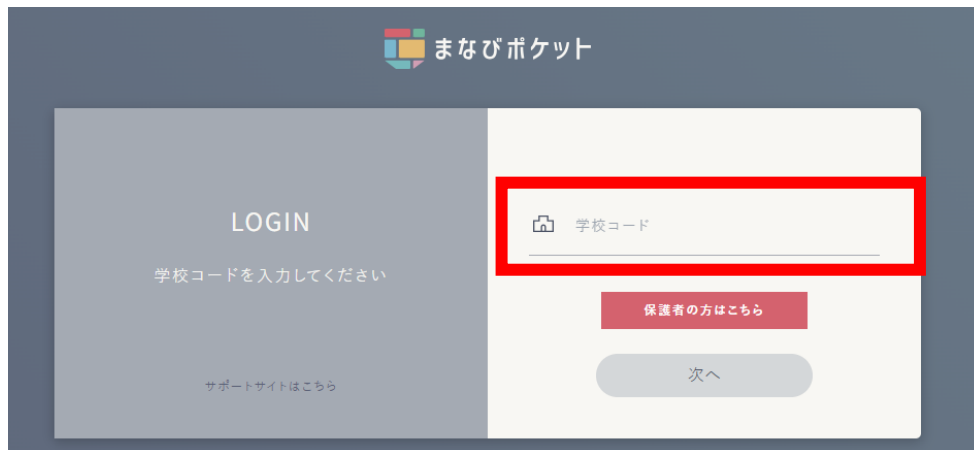 まなびポケット
LOGIN
学校コードを入力してください
サポートサイトはこちら
学校コード
保護者の方はこちら
次へ